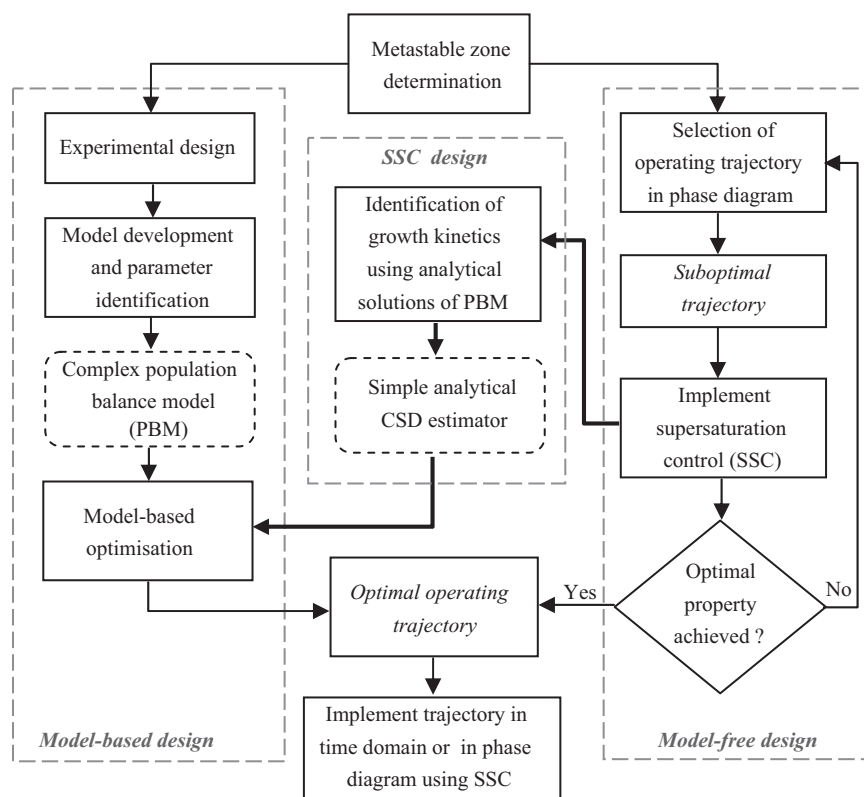 Metastable zone
determination
Experimental design
Model development
and parameter
identification
Complex population
balance model
(PBM)
Model-based
optimisation
Model-based design
SSC design
Identification of
growth kinetics
using analytical
solutions of PBM
Simple analytical
CSD estimator
Selection of
operating trajectory
in phase diagram
Suboptimal
trajectory
Implement
supersaturation
control (SSC)
Optimal
property
achieved ?
Yes
No
Model-free design
Optimal operating
trajectory
Implement trajectory in
time domain or in phase
diagram using SSC